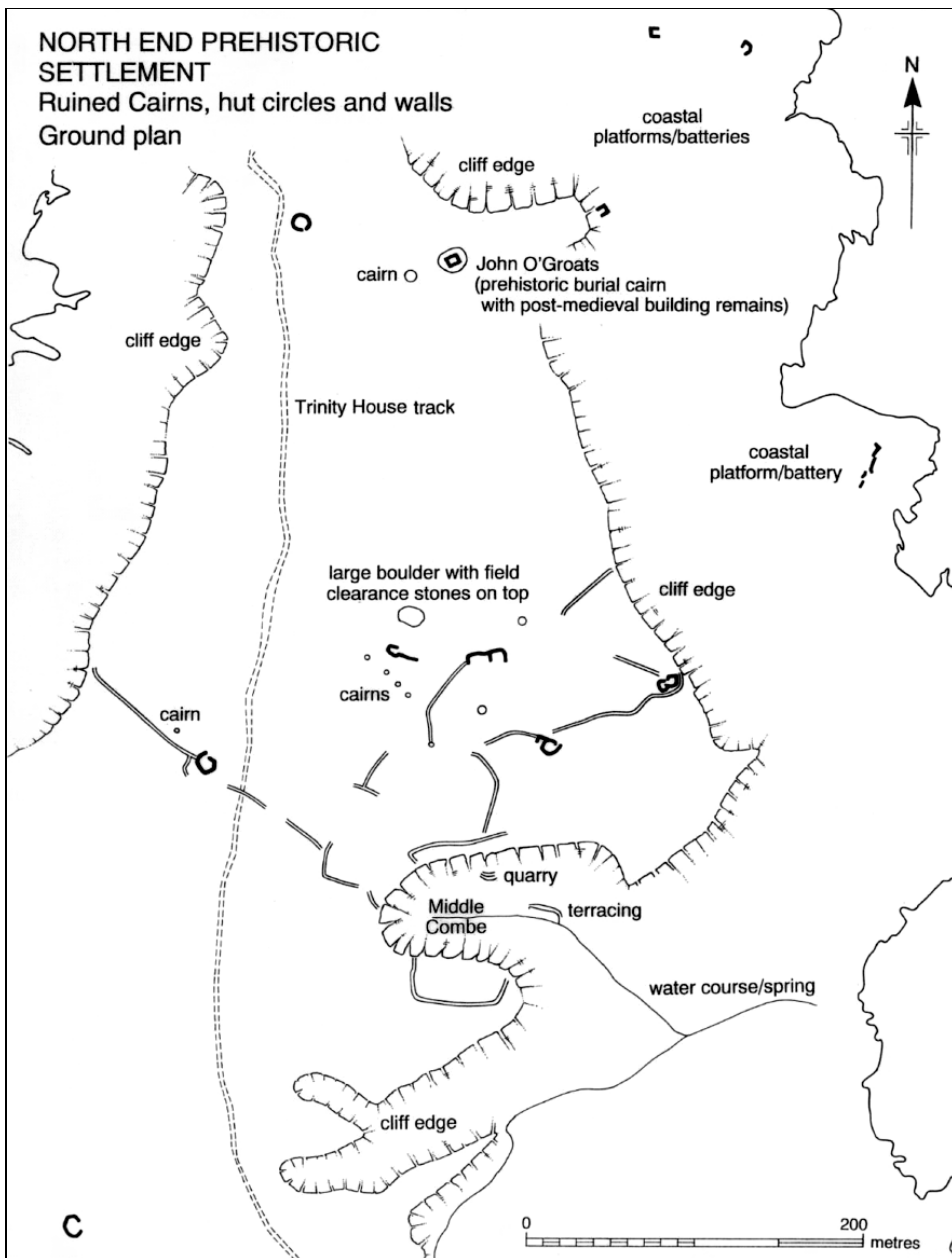 NORTH END PREHISTORIC
SETTLEMENT
Ruined Cairns, hut circles and walls
Ground plan
N
coastal
platforms/batteries
cliff edge
cairn
John O'Groats
(prehistoric burial cairn
with post-medieval building remains)
cliff edge
Trinity House track
coastal
platform/battery
large boulder with field
clearance stones on top
cliff edge
cairns
cairn
quarry
Middle
Combe
terracing
water course/spring
cliff edge
C
0 200
metres